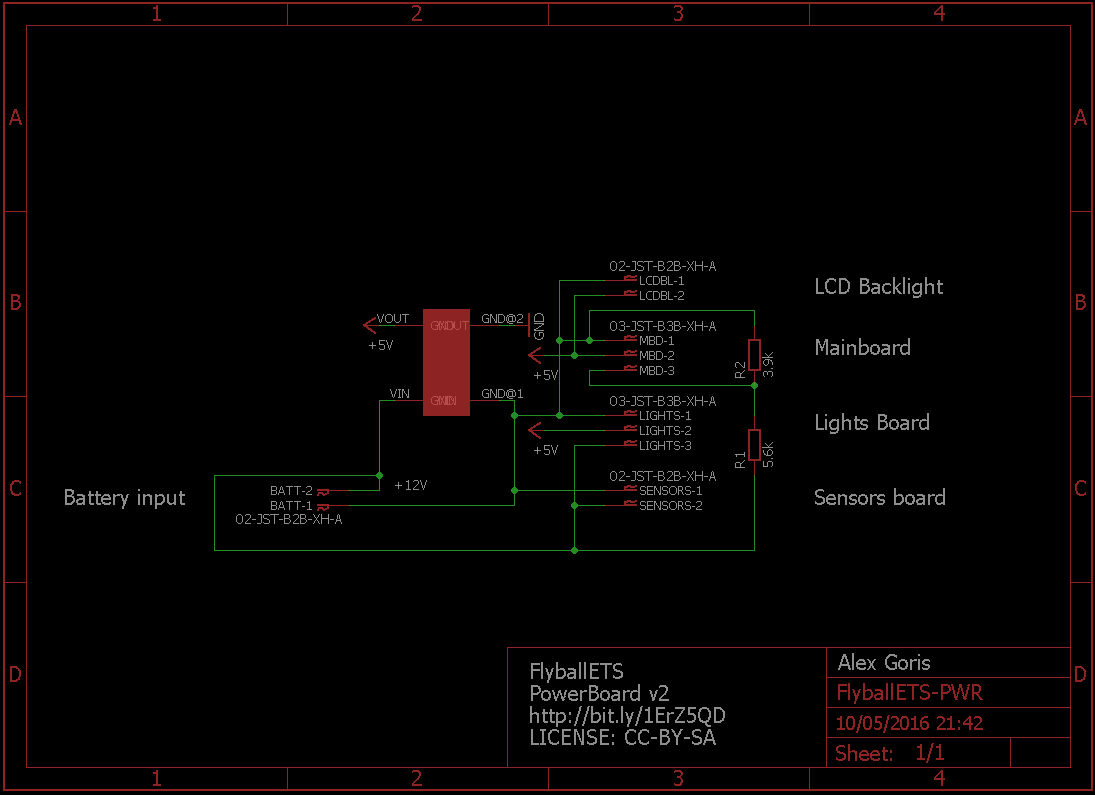 1 2 3 4
A A
02-JST-B2B-XH-A
LCDBL-1
LCDBL-2
LCD Backlight
B B
VOUT GNDUT GND@2 GND
+5V
03-JST-B3B-XH-A
MBD-1
MBD-2
MBD-3
+5V
Mainboard
R2 3.9K
VIN GND@1
03-JST-B3B-XH-A
LIGHTS-1
LIGHTS-2
LIGHTS-3
+5V
Lights Board
R1 5.6K
02-JST-B2B-XH-A
SENSORS-1
SENSORS-2
Sensors board
C C
Battery input
+12V
BATT-2
BATT-1
02-JST-B2B-XH-A
D D
FlyballETS
PowerBoard v2
http://bit.ly/1ErZ5QD
LICENSE: CC-BY-SA
Alex Goris
FlyballETS-PWR
10/05/2016 21:42
Sheet: 1/1
1 2 3 4